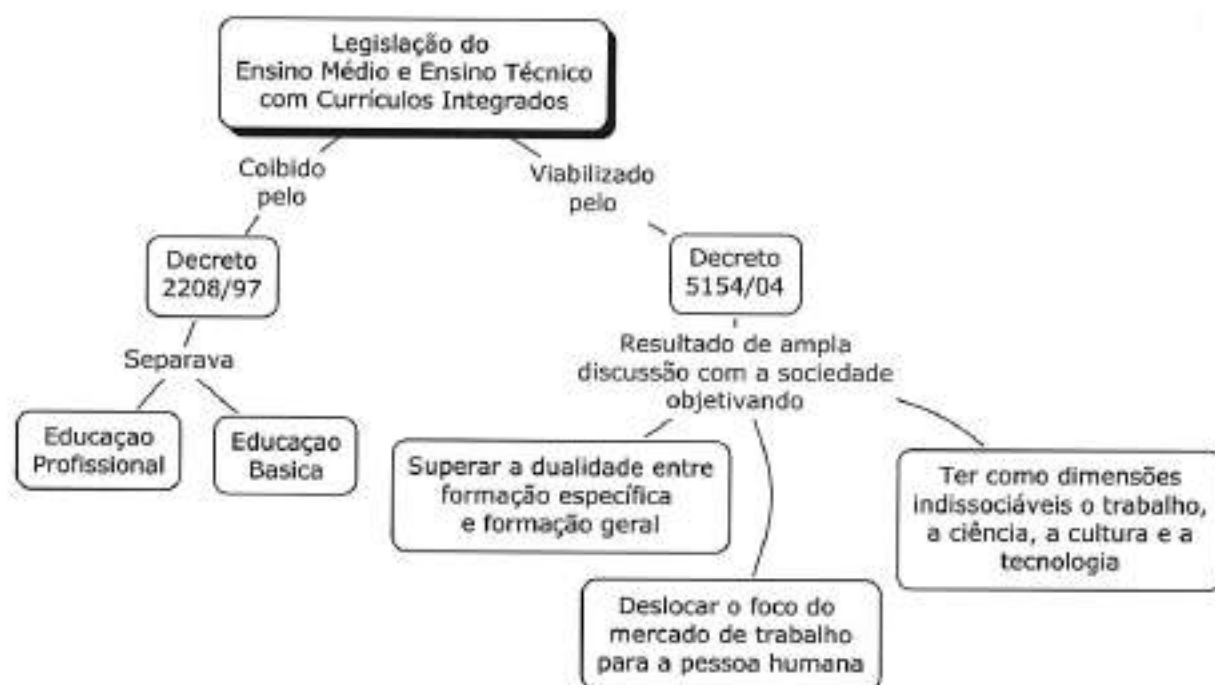 Legislação do
Ensino Médio e Ensino Técnico
com Currículos Integrados
Coibido
pelo
Viabilizado
pelo
Decreto
2208/97
Decreto
5154/04
Separava
Resultado de ampla
discussão com a sociedade
objetivando
Educaçao
Profissional
Educaçao
Basica
Superar a dualidade entre
formação específica
e formação geral
Ter como dimensões
indissociáveis o trabalho,
a ciência, a cultura e a
tecnologia
Deslocar o foco do
mercado de trabalho
para a pessoa humana